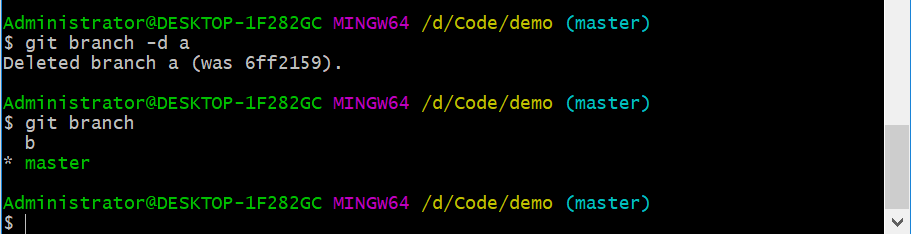 Administrator@DESKTOP-1F282GC MINGW64 /d/Code/demo (master)
$ git branch -d a
Deleted branch a (was 6ff2159).
Administrator@DESKTOP-1F282GC MINGW64 /d/Code/demo (master)
$ git branch
  b
* master
Administrator@DESKTOP-1F282GC MINGW64 /d/Code/demo (master)
$